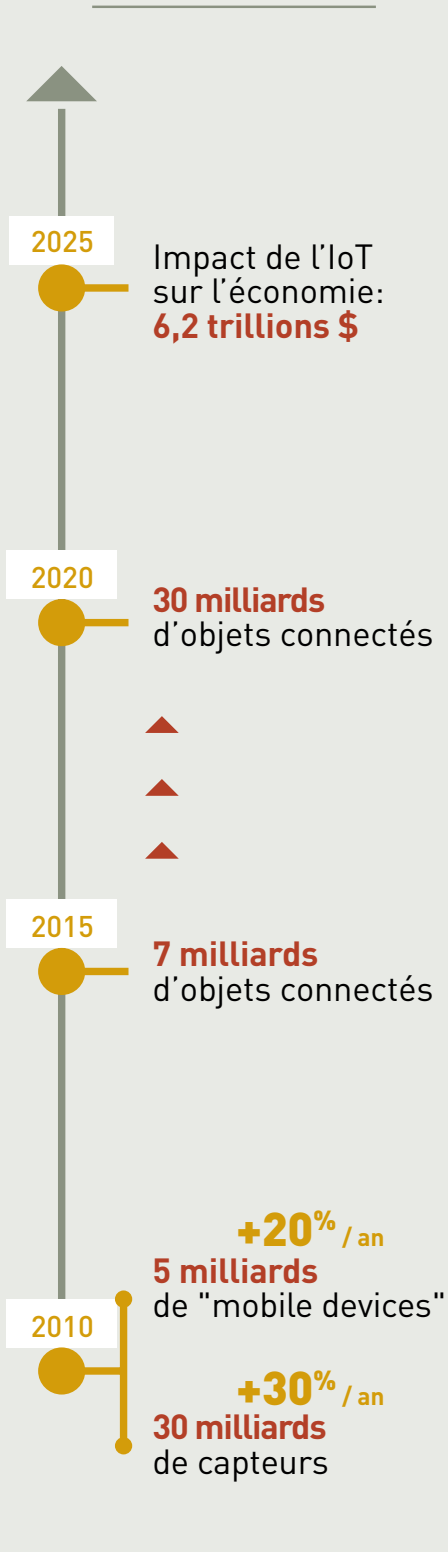 2025
Impact de l’IoT
sur l’économie:
6,2 trillions $
2020
30 milliards
d’objets connectés
2015
7 milliards
d’objets connectés
+20% / an
5 milliards
de "mobile devices"
2010
+30% / an
30 milliards
de capteurs